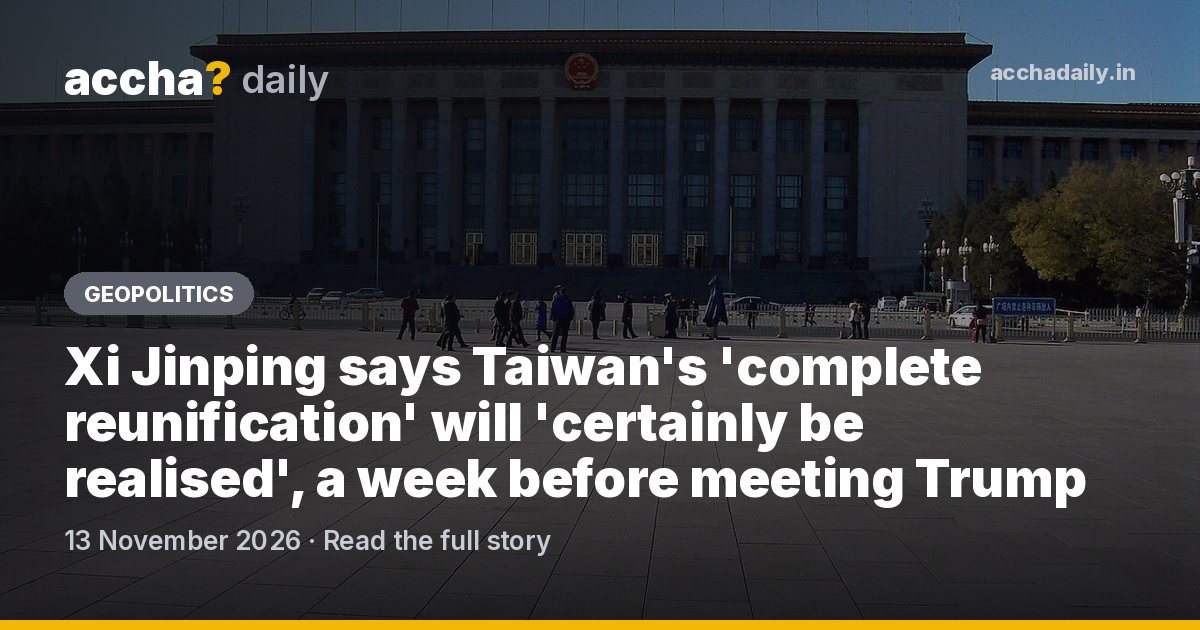 accha? daily
acchadaily.in
GEOPOLITICS
Xi Jinping says Taiwan's 'complete
reunification' will 'certainly be
realised', a week before meeting Trump
13 November 2026 · Read the full story